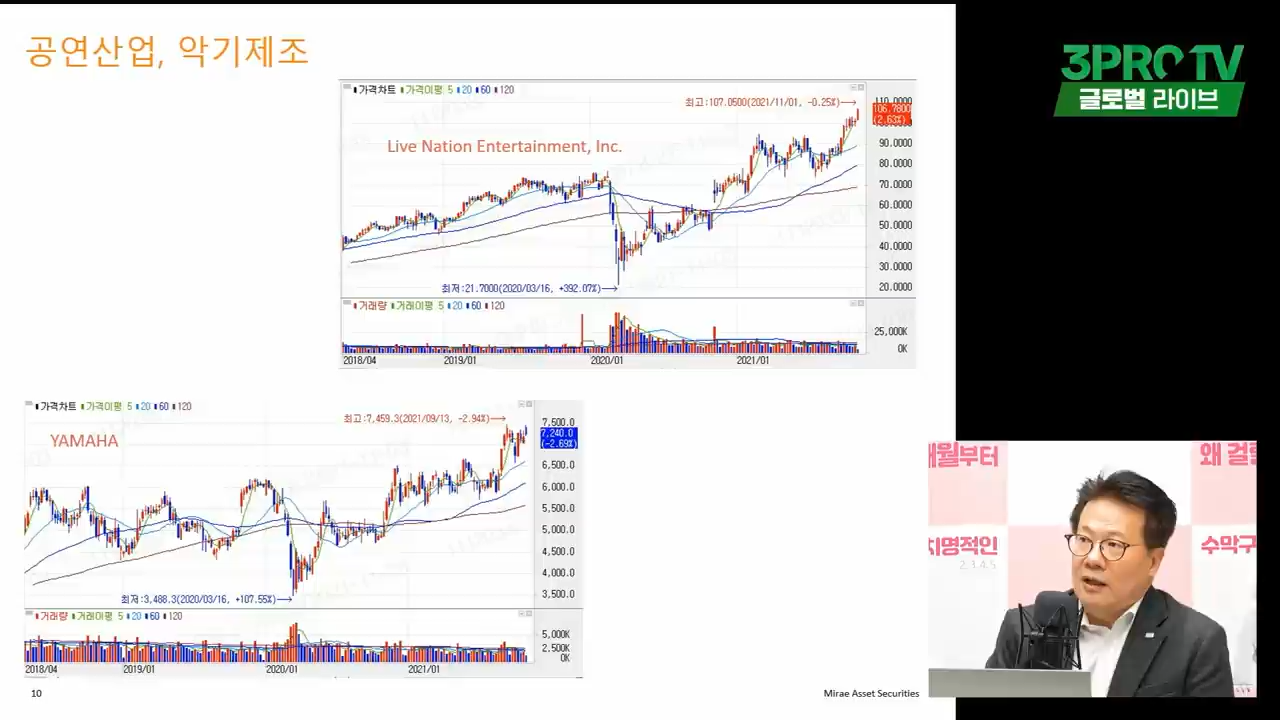 공연산업, 악기제조
3PRO TV
글로벌 라이브
가격차트 가격이평 5 20 60 120
최고:107.0500(2021/11/01, -0.25%)→
Live Nation Entertainment, Inc.
최저:21.7000(2020/03/16, +392.07%)→
110.0000
106.7800
(2.63%)
90.0000
80.0000
70.0000
60.0000
50.0000
40.0000
30.0000
20.0000
거래량 거래이평 5 20 60 120
25,000K
0K
2018/04 2019/01 2020/01 2021/01
가격차트 가격이평 5 20 60 120
최고:7,459.3(2021/09/13, -2.94%)→
YAMAHA
최저:3,488.3(2020/03/16, +107.55%)→
7,500.0
7,240.0
(-2.69%)
6,500.0
6,000.0
5,500.0
5,000.0
4,500.0
4,000.0
3,500.0
거래량 거래이평 5 20 60 120
5,000K
2,500K
0K
2018/04 2019/01 2020/01 2021/01
개월부터
왜 걸
치명적인
2.3.4.5
수막구
10
Mirae Asset Securities